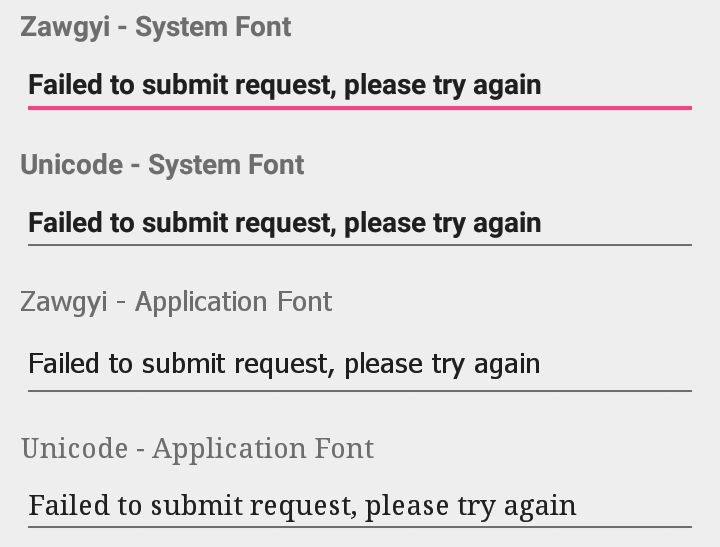 Zawgyi - System Font
Failed to submit request, please try again
Unicode - System Font
Failed to submit request, please try again
Zawgyi - Application Font
Failed to submit request, please try again
Unicode - Application Font
Failed to submit request, please try again